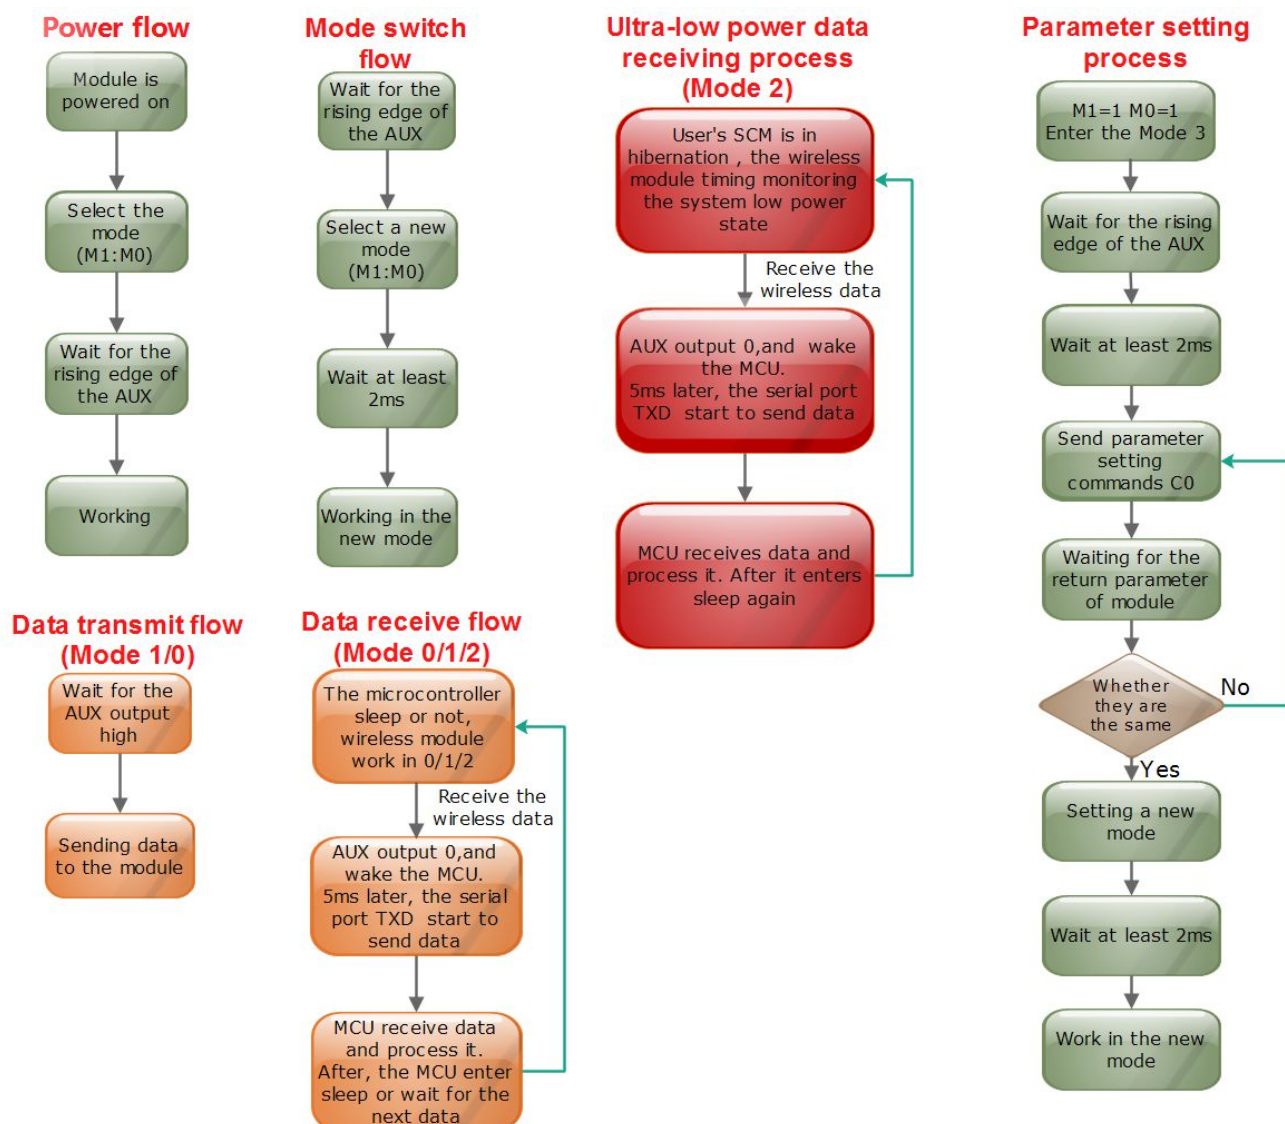 Power flow
Module is
powered on
Select the
mode
(M1:M0)
Wait for the
rising edge of
the AUX
Working
Mode switch
flow
Wait for the
rising edge of
the AUX
Select a new
mode
(M1:M0)
Wait at least
2ms
Working in the
new mode
Ultra-low power data
receiving process
(Mode 2)
User's SCM is in
hibernation , the wireless
module timing monitoring
the system low power
state
Receive the
wireless data
AUX output 0,and wake
the MCU.
5ms later, the serial port
TXD start to send data
MCU receives data and
process it. After it enters
sleep again
Parameter setting
process
M1=1 M0=1
Enter the Mode 3
Wait for the rising
edge of the AUX
Wait at least 2ms
Send parameter
setting
commands C0
Waiting for the
return parameter
of module
Whether
they are
the same
No
Yes
Setting a new
mode
Wait at least 2ms
Work in the new
mode
Data transmit flow
(Mode 1/0)
Wait for the
AUX output
high
Sending data
to the module
Data receive flow
(Mode 0/1/2)
The microcontroller
sleep or not,
wireless module
work in 0/1/2
Receive the
wireless data
AUX output 0,and
wake the MCU.
5ms later, the serial
port TXD start to
send data
MCU receive data
and process it.
After, the MCU enter
sleep or wait for the
next data